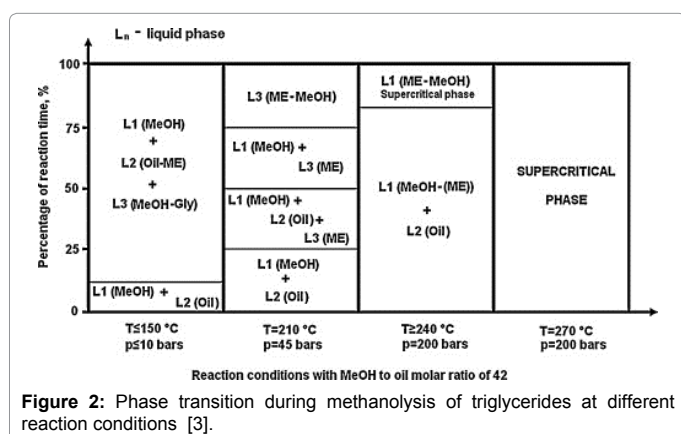 Lₙ - liquid phase
Percentage of reaction time, %
100
75
50
25
0
L1 (MeOH)
+
L2 (Oil-ME)
+
L3 (MeOH-Gly)
L1 (MeOH) +
L2 (Oil)
L3 (ME-MeOH)
L1 (MeOH) +
L3 (ME)
L1 (MeOH) +
L2 (Oil)+
L3 (ME)
L1 (MeOH)
+
L2 (Oil)
L1 (ME-MeOH)
Supercritical phase
L1 (MeOH-(ME))
+
L2 (Oil)
SUPERCRITICAL
PHASE
T≤150 °C
p≤10 bars
T=210 °C
p=45 bars
T≥240 °C
p=200 bars
T=270 °C
p=200 bars
Reaction conditions with MeOH to oil molar ratio of 42
Figure 2: Phase transition during methanolysis of triglycerides at different
reaction conditions [3].